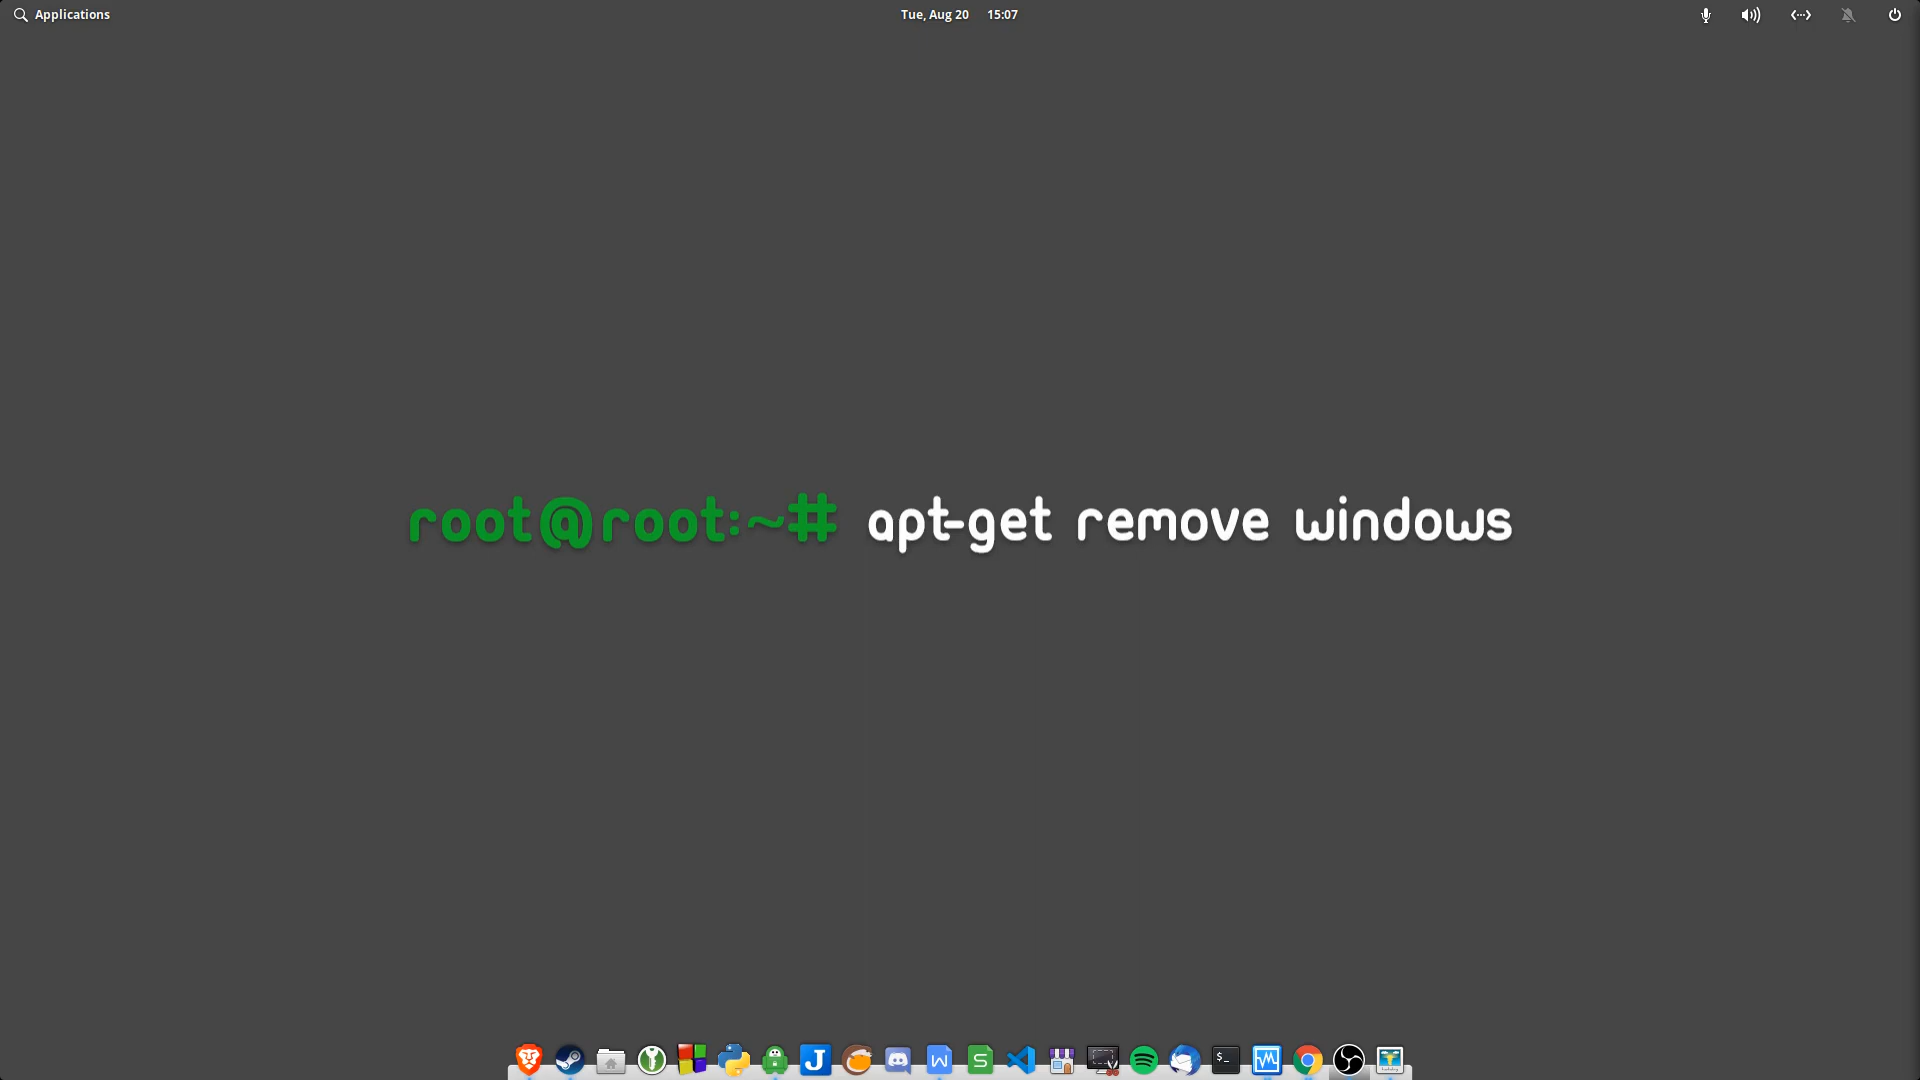 Applications
Tue, Aug 20 15:07
root@root:~# apt-get remove windows